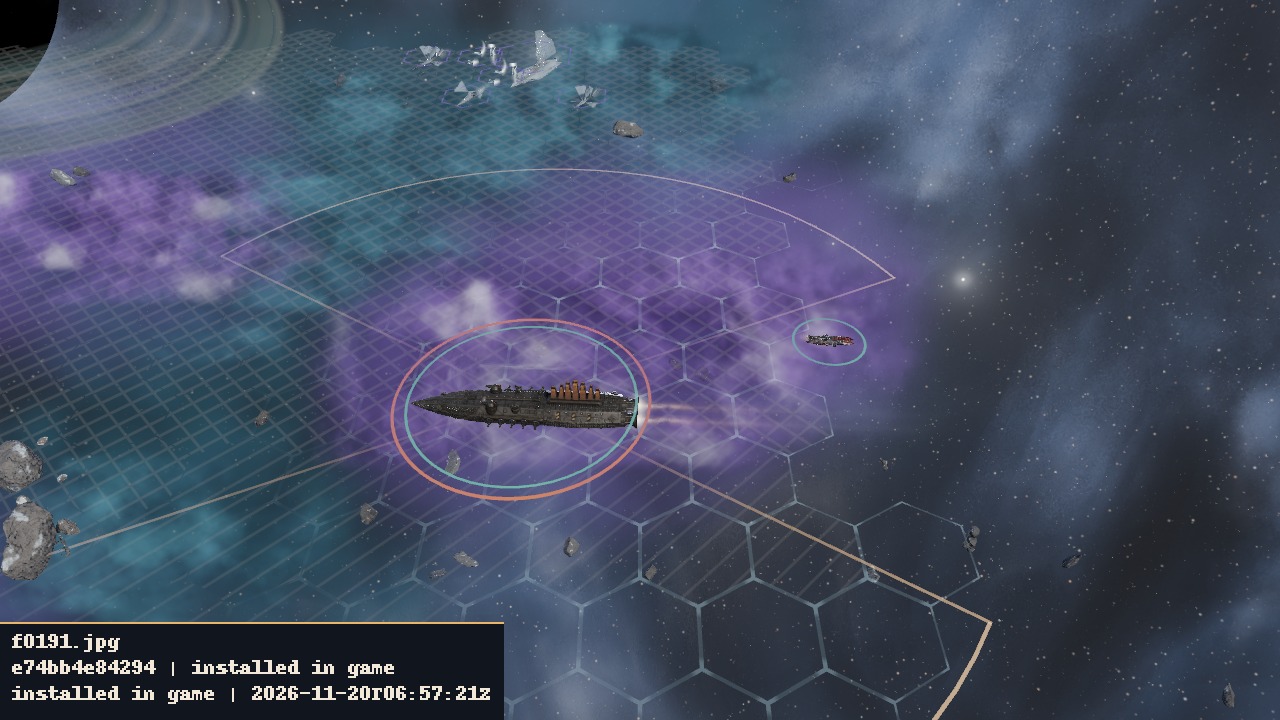 f0191.jpg
e74bb4e84294 | installed in game
installed in game | 2026-11-20T06:57:21Z